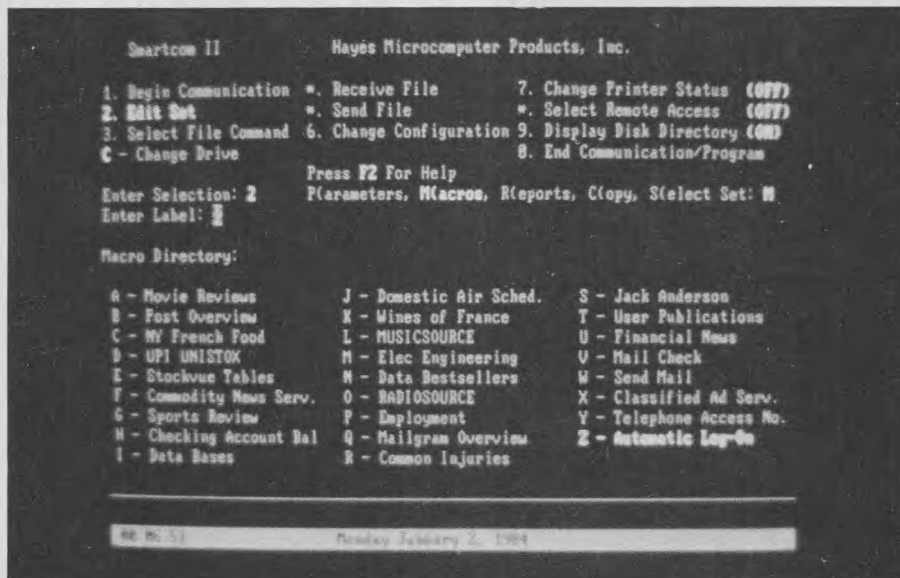 Smartcom II Hayes Microcomputer Products, Inc.
1. Begin Communication *. Receive File 7. Change Printer Status (OFF)
2. Edit Set *. Send File *. Select Remote Access (OFF)
3. Select File Command 6. Change Configuration 9. Display Disk Directory (ON)
C - Change Drive 0. End Communication/Program
Press F2 For Help
Enter Selection: 2 P(arameters, M(acros, R(eports, C(opy, S(elect Set: M
Enter Label: Z
Macro Directory:
A - Movie Reviews J - Domestic Air Sched. S - Jack Anderson
B - Post Overview K - Wines of France T - User Publications
C - NY French Food L - MUSICSOURCE U - Financial News
D - UPI UNISTOX M - Elec Engineering V - Mail Check
E - Stockvue Tables N - Data Bestsellers W - Send Mail
F - Commodity News Serv. O - RADIOSOURCE X - Classified Ad Serv.
G - Sports Review P - Employment Y - Telephone Access No.
H - Checking Account Bal Q - Mailgram Overview Z - Automatic Log-On
I - Data Bases R - Common Injuries
Monday January 2, 1984